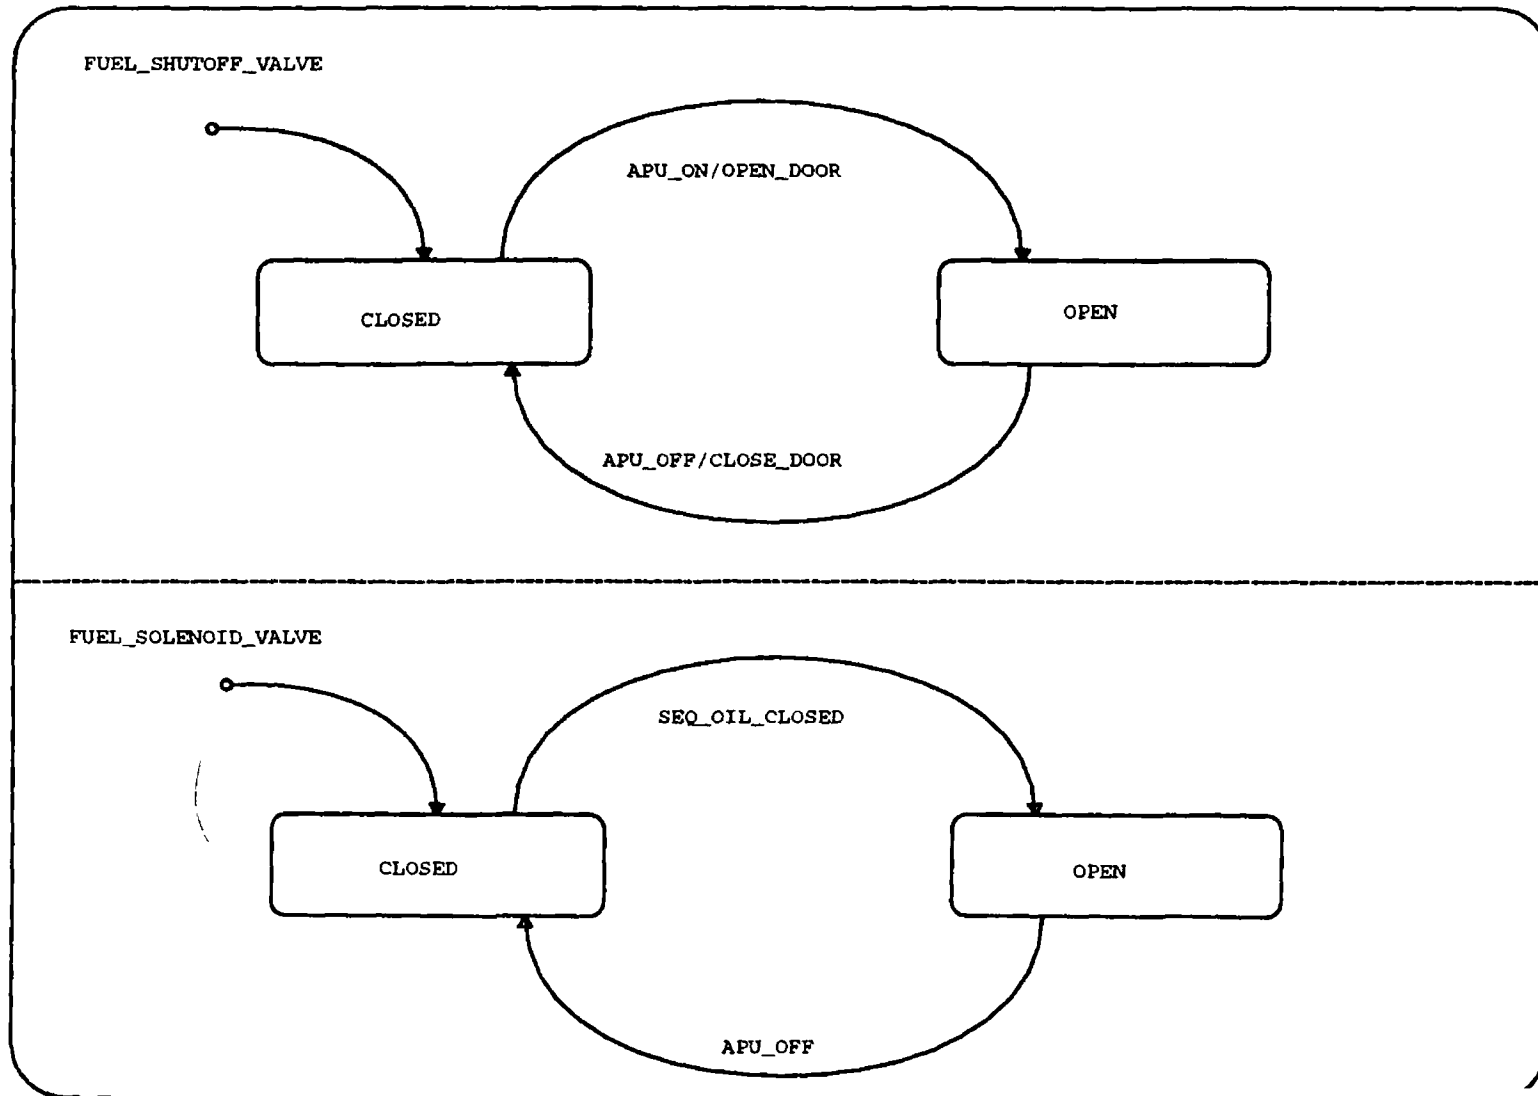 FUEL_SHUTOFF_VALVE
APU_ON/OPEN_DOOR
CLOSED
OPEN
APU_OFF/CLOSE_DOOR
FUEL_SOLENOID_VALVE
SEQ_OIL_CLOSED
CLOSED
OPEN
APU_OFF